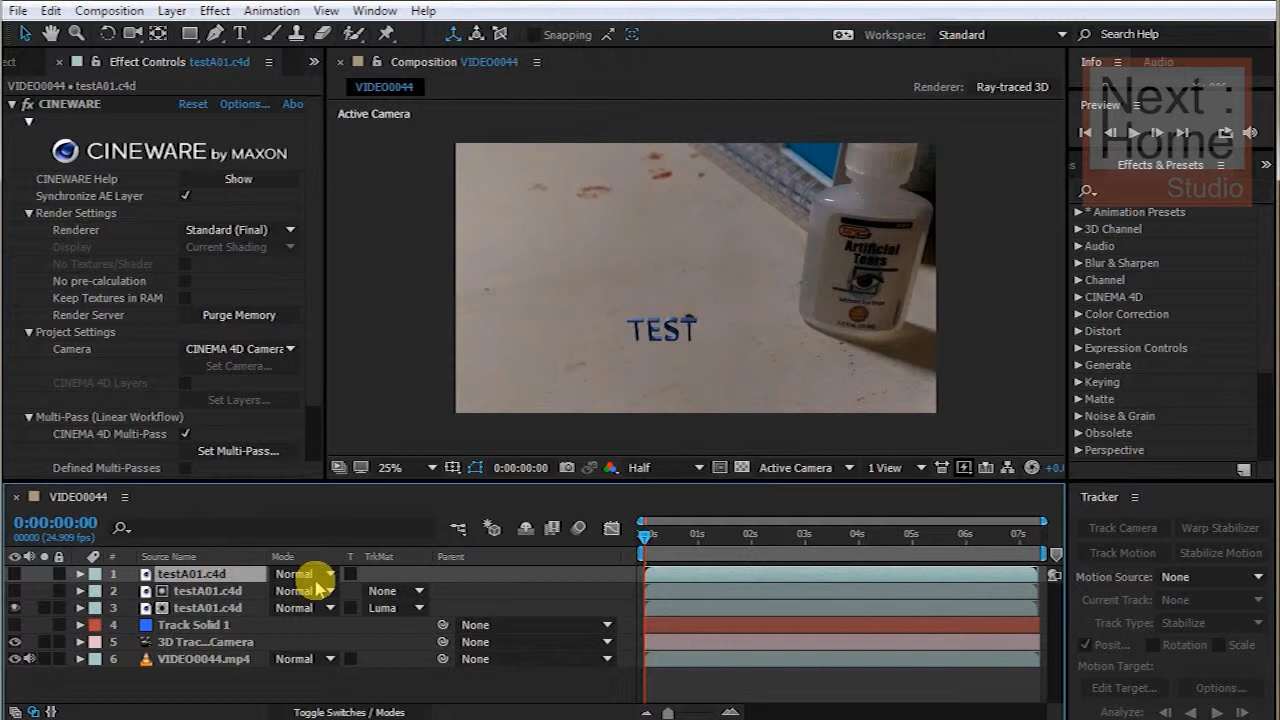 File Edit Composition Layer Effect Animation View Window Help
Snapping Workspace: Standard Search Help
ect Effect Controls testA01.c4d Composition VIDEO0044 Info Audio
VIDEO0044 • testA01.c4d VIDEO0044 Renderer: Ray-traced 3D
fx CINEWARE Reset Options... Abo
Active Camera
CINEWARE by MAXON
CINEWARE Help Show
Synchronize AE Layer
Render Settings
Renderer Standard (Final)
Display Current Shading
No Textures/Shader
No pre-calculation
Keep Textures in RAM
Render Server Purge Memory
Project Settings
Camera CINEMA 4D Camera
Set Camera...
CINEMA 4D Layers
Set Layers...
Multi-Pass (Linear Workflow)
CINEMA 4D Multi-Pass
Set Multi-Pass...
Defined Multi-Passes
Artificial
Tears
TEST
25% 0:00:00:00 Half Active Camera 1 View +0.
Next :
Home
Studio
Preview
Effects & Presets
* Animation Presets
3D Channel
Audio
Blur & Sharpen
Channel
CINEMA 4D
Color Correction
Distort
Expression Controls
Generate
Keying
Matte
Noise & Grain
Obsolete
Perspective
VIDEO0044
0:00:00:00
00000 (24.909 fps)
0s 01s 02s 03s 04s 05s 06s 07s
# Source Name Mode T TrkMat Parent
1 testA01.c4d Normal
2 testA01.c4d Normal None
3 testA01.c4d Normal Luma
4 Track Solid 1 None
5 3D Trac...Camera None
6 VIDEO0044.mp4 Normal None
Toggle Switches / Modes
Tracker
Track Camera Warp Stabilizer
Track Motion Stabilize Motion
Motion Source: None
Current Track: None
Track Type: Stabilize
Posit... Rotation Scale
Motion Target:
Edit Target... Options...
Analyze: